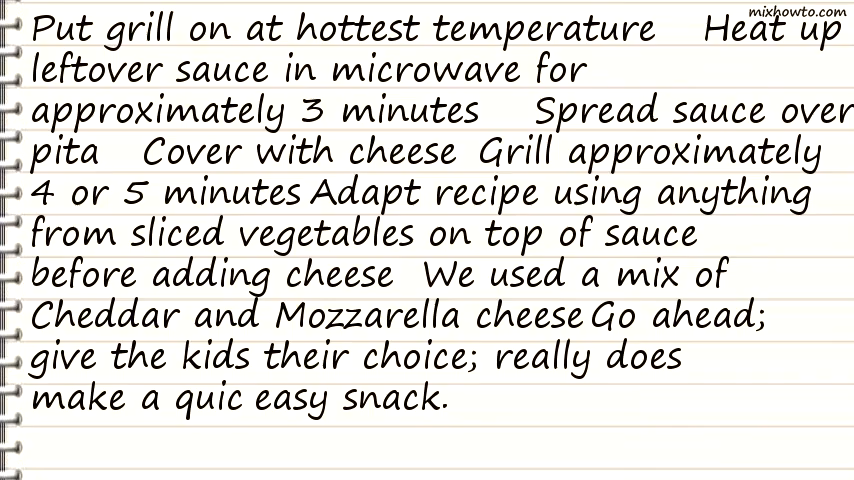 mixhowto.com
Put grill on at hottest temperature Heat up
leftover sauce in microwave for
approximately 3 minutes Spread sauce over
pita Cover with cheese Grill approximately
4 or 5 minutes Adapt recipe using anything
from sliced vegetables on top of sauce
before adding cheese We used a mix of
Cheddar and Mozzarella cheese Go ahead;
give the kids their choice; really does
make a quic easy snack.